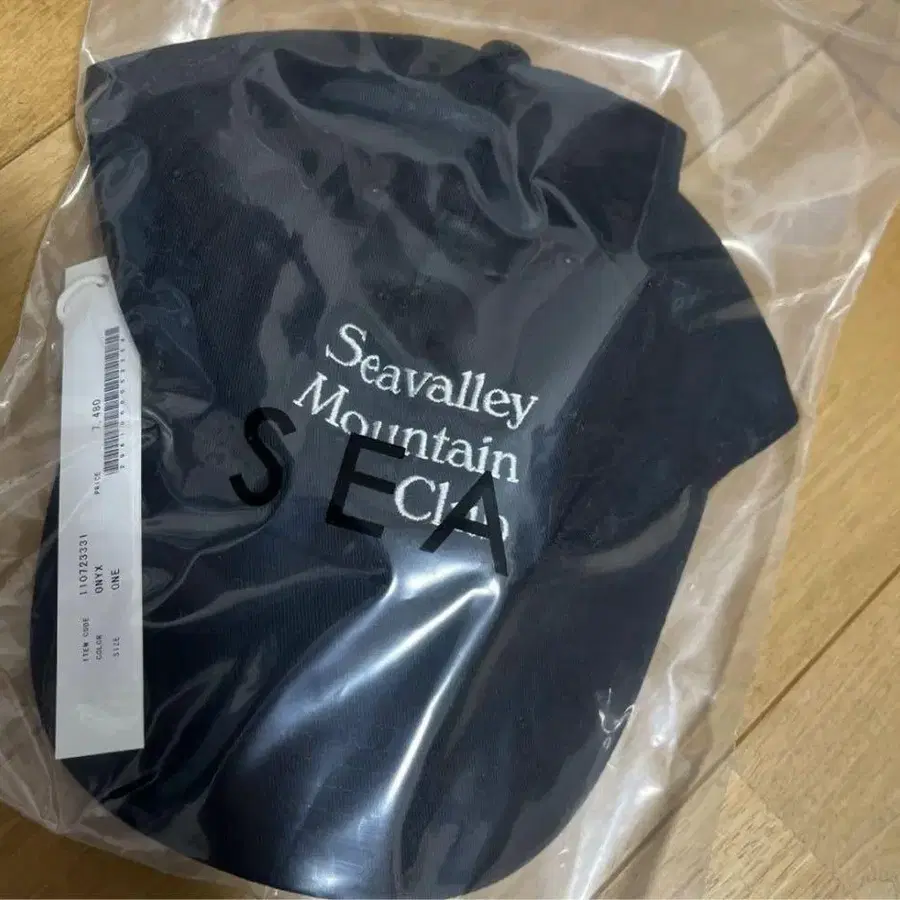 Seavalley
Mountain
Club
SEA
ITEM CODE 110723331
COLOR ONYX
SIZE ONE
PRICE 7,480